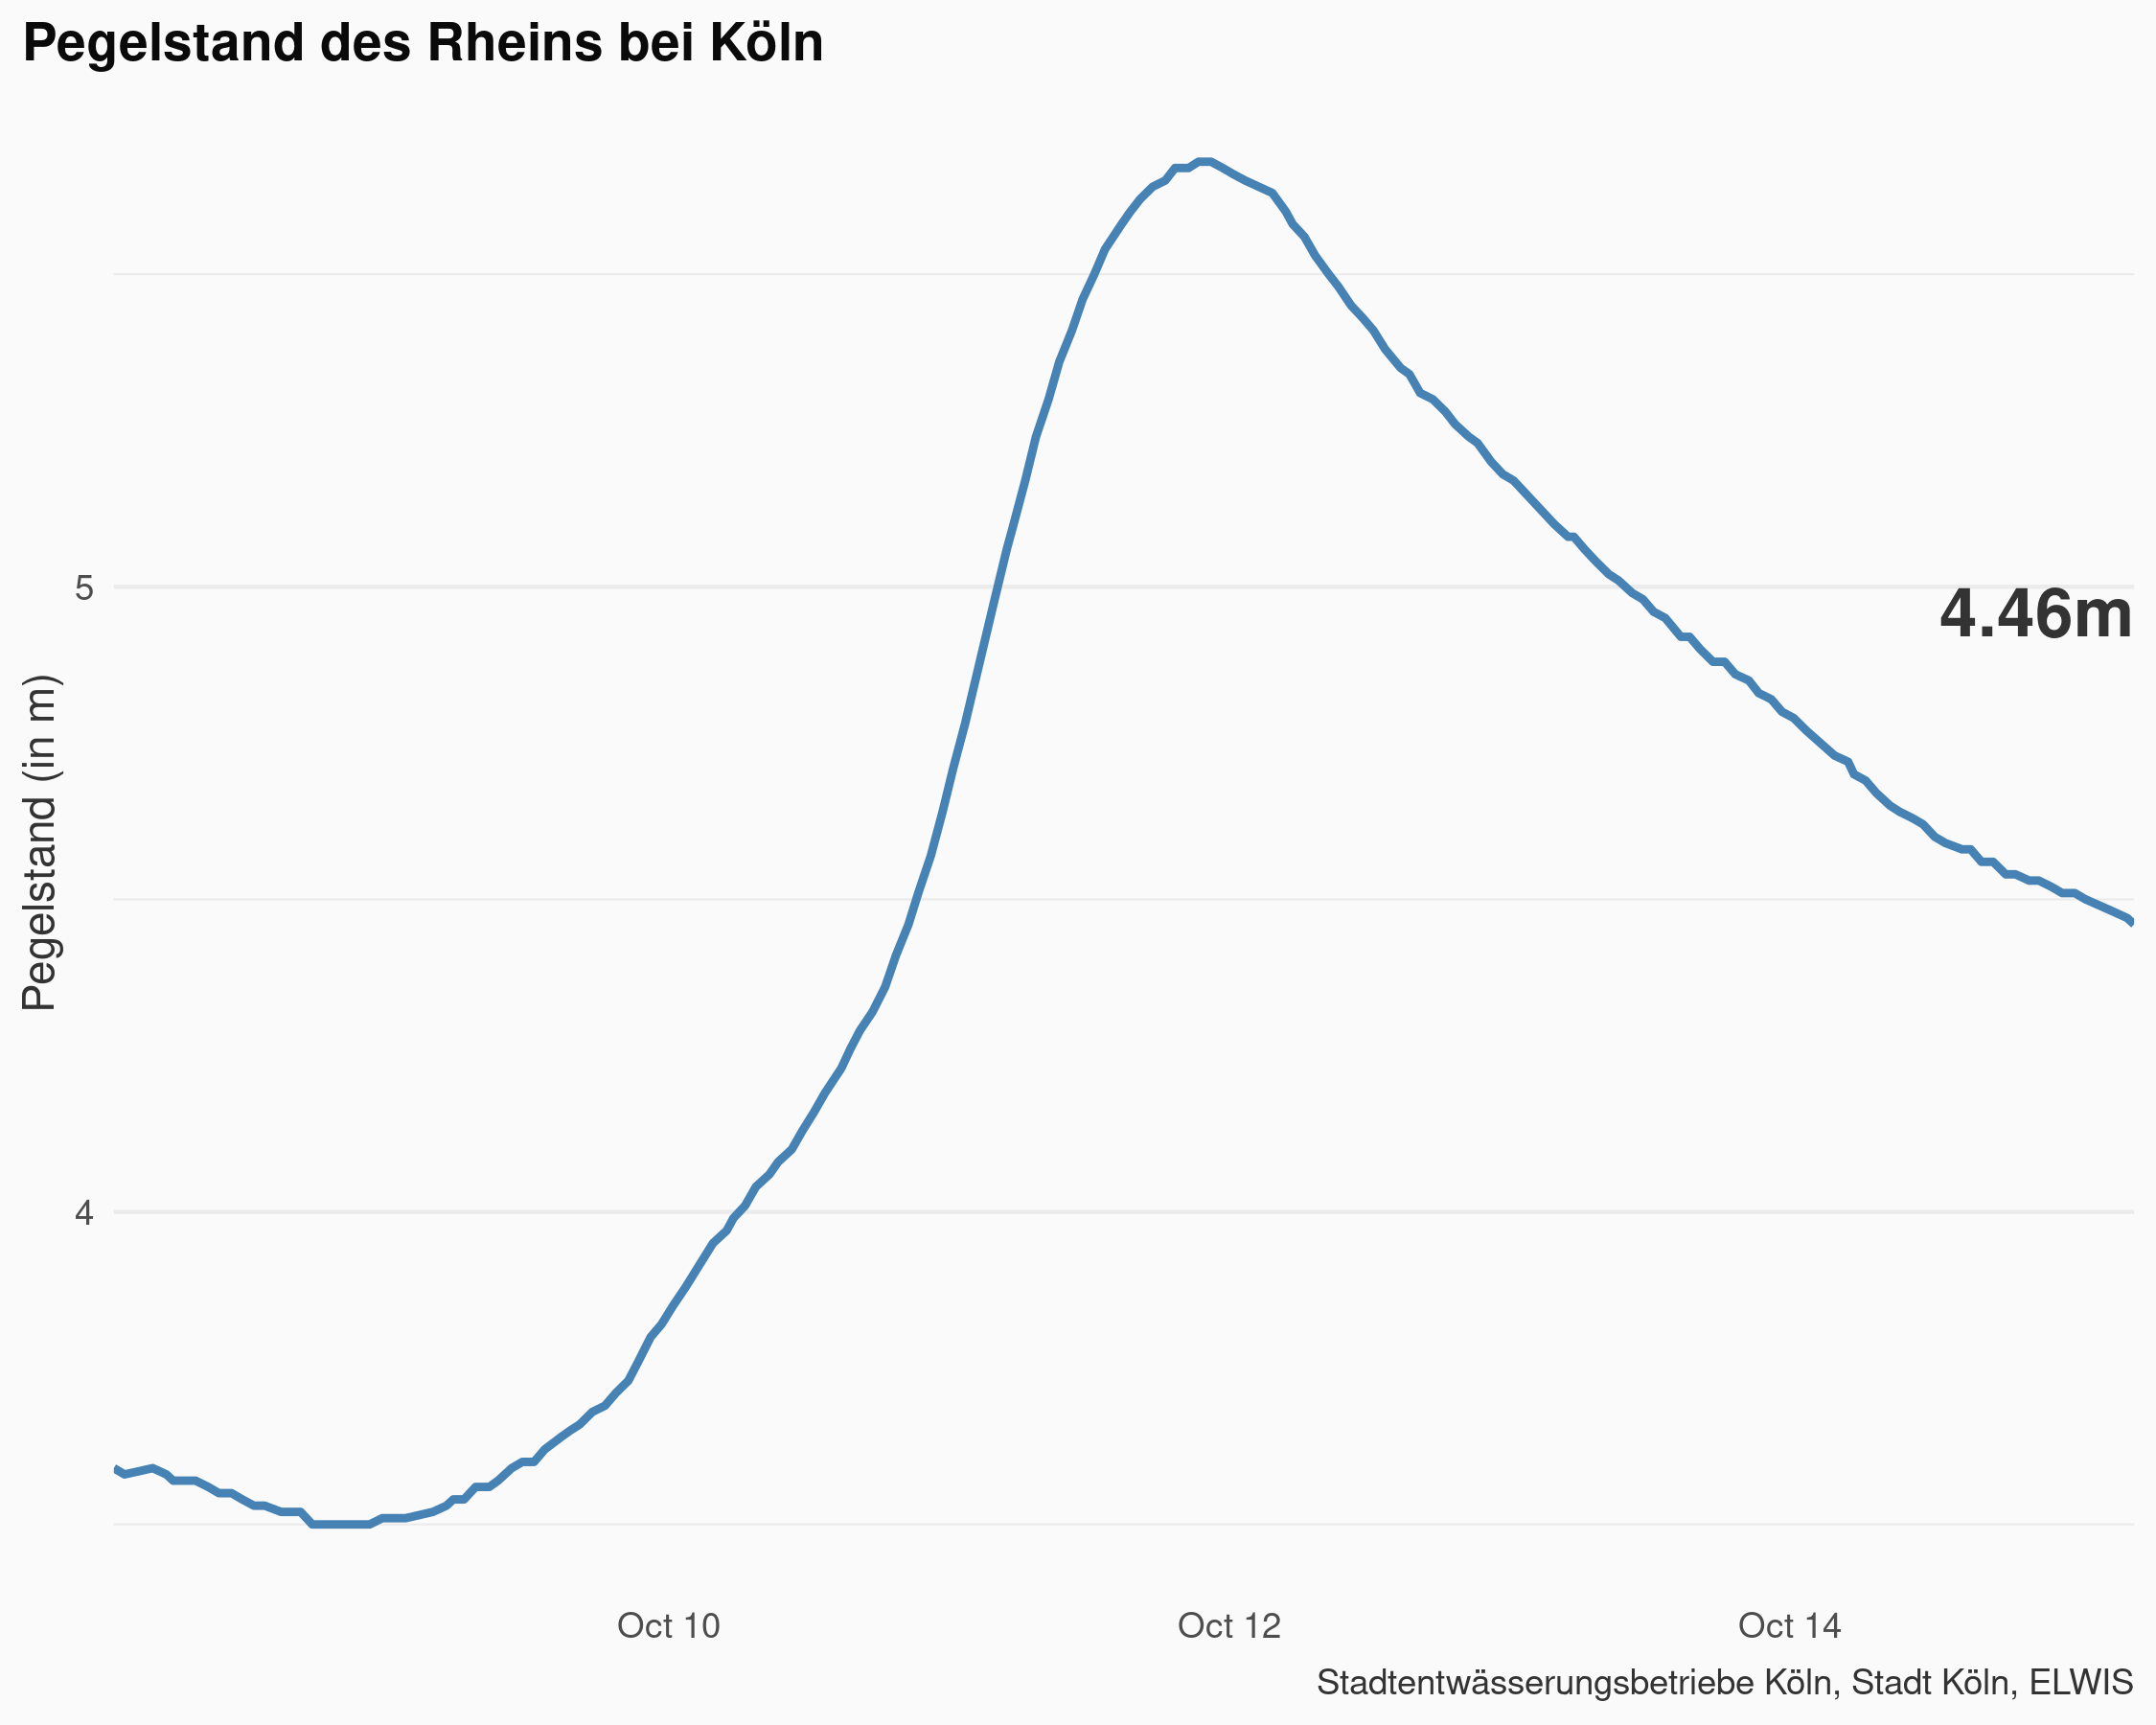 Pegelstand des Rheins bei Köln
Pegelstand (in m)
5
4
4.46m
Oct 10
Oct 12
Oct 14
Stadtentwässerungsbetriebe Köln, Stadt Köln, ELWIS